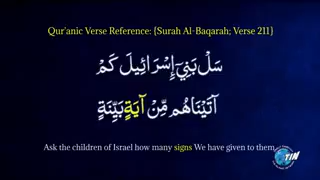 Qur'anic Verse Reference: {Surah Al-Baqarah; Verse 211}
سَلْ بَنِيٓ إِسْرَائِيلَ كَمْ
آتَيْنَاهُم مِّنْ آيَةٍ بَيِّنَةٍ
Ask the children of Israel how many signs We have given to them
TIN